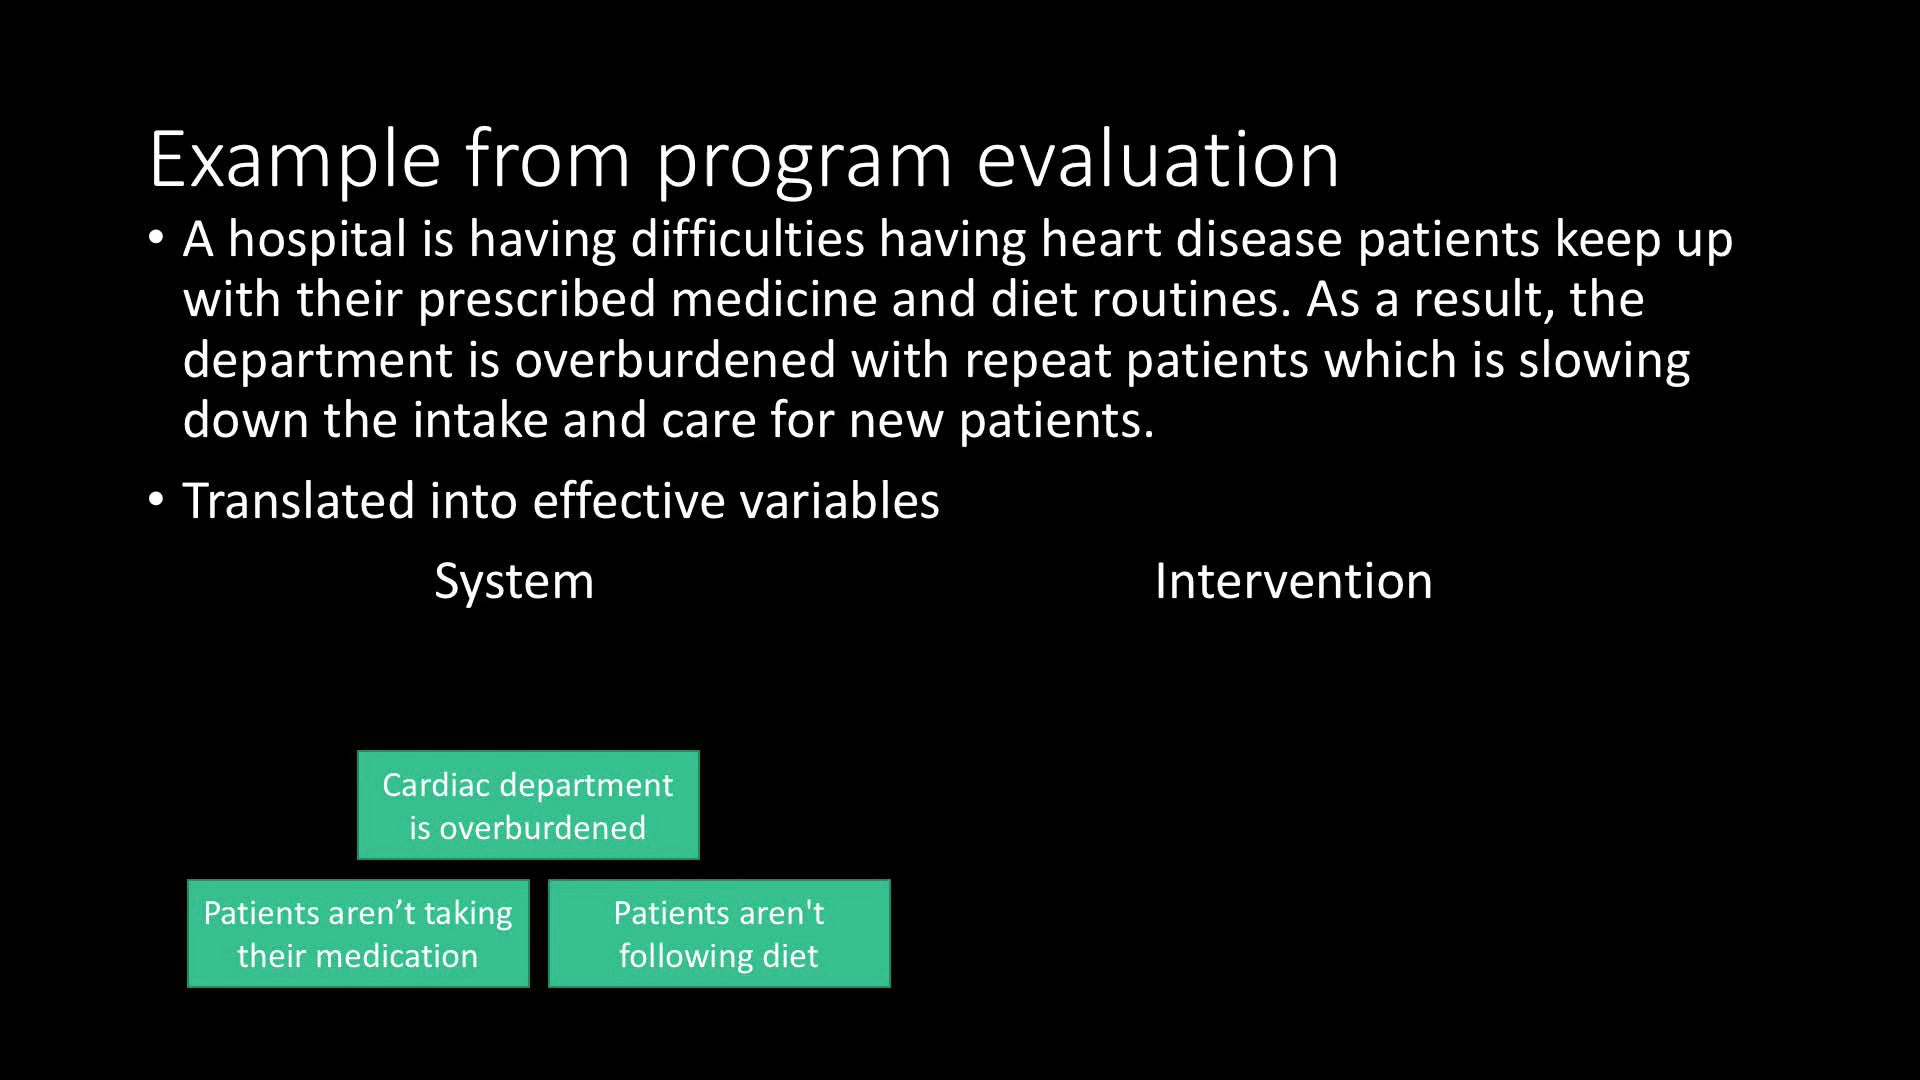 Example from program evaluation
• A hospital is having difficulties having heart disease patients keep up
with their prescribed medicine and diet routines. As a result, the
department is overburdened with repeat patients which is slowing
down the intake and care for new patients.
• Translated into effective variables
System
Intervention
Cardiac department
is overburdened
Patients aren’t taking
their medication
Patients aren't
following diet